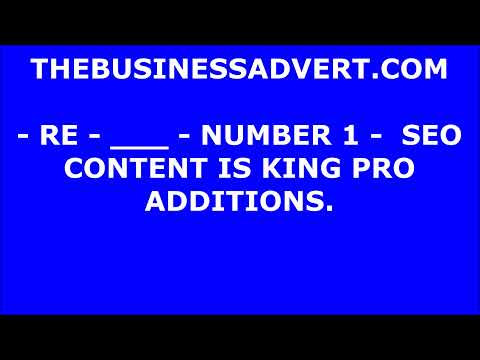 THEBUSINESSADVERT.COM
- RE - ___ - NUMBER 1 -  SEO
CONTENT IS KING PRO
ADDITIONS.